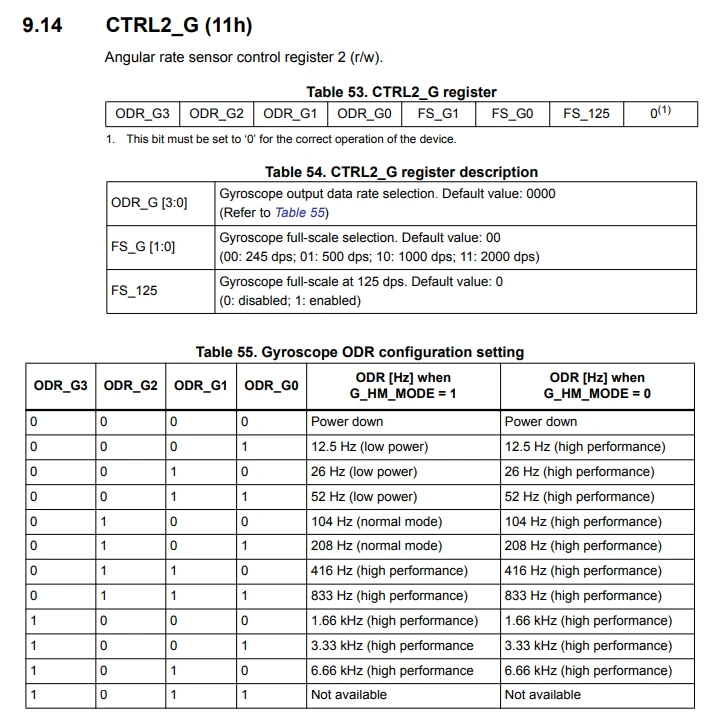 9.14 CTRL2_G (11h)
Angular rate sensor control register 2 (r/w).
Table 53. CTRL2_G register
ODR_G3 ODR_G2 ODR_G1 ODR_G0 FS_G1 FS_G0 FS_125 0(1)
1. This bit must be set to ‘0’ for the correct operation of the device.
Table 54. CTRL2_G register description
ODR_G [3:0] Gyroscope output data rate selection. Default value: 0000
(Refer to Table 55)
FS_G [1:0] Gyroscope full-scale selection. Default value: 00
(00: 245 dps; 01: 500 dps; 10: 1000 dps; 11: 2000 dps)
FS_125 Gyroscope full-scale at 125 dps. Default value: 0
(0: disabled; 1: enabled)
Table 55. Gyroscope ODR configuration setting
ODR_G3 ODR_G2 ODR_G1 ODR_G0 ODR [Hz] when G_HM_MODE = 1 ODR [Hz] when G_HM_MODE = 0
0 0 0 0 Power down Power down
0 0 0 1 12.5 Hz (low power) 12.5 Hz (high performance)
0 0 1 0 26 Hz (low power) 26 Hz (high performance)
0 0 1 1 52 Hz (low power) 52 Hz (high performance)
0 1 0 0 104 Hz (normal mode) 104 Hz (high performance)
0 1 0 1 208 Hz (normal mode) 208 Hz (high performance)
0 1 1 0 416 Hz (high performance) 416 Hz (high performance)
0 1 1 1 833 Hz (high performance) 833 Hz (high performance)
1 0 0 0 1.66 kHz (high performance) 1.66 kHz (high performance)
1 0 0 1 3.33 kHz (high performance 3.33 kHz (high performance)
1 0 1 0 6.66 kHz (high performance 6.66 kHz (high performance)
1 0 1 1 Not available Not available